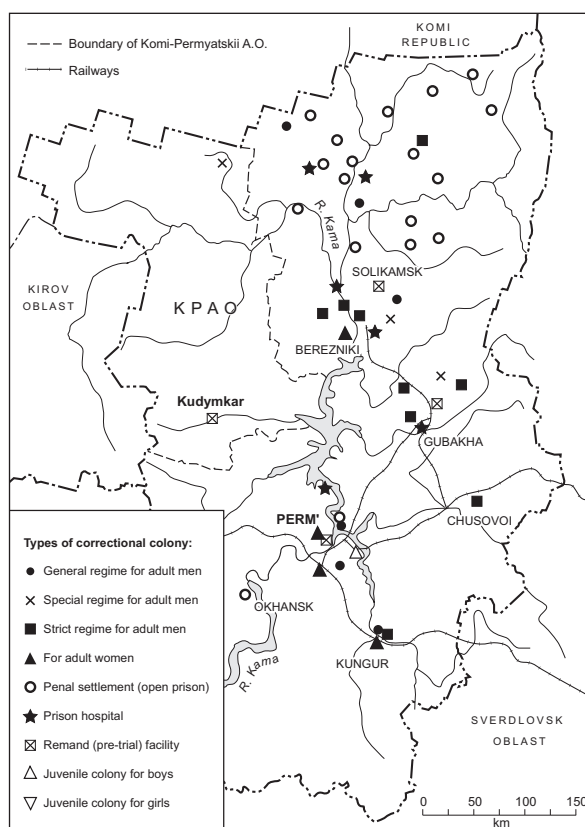 KOMI
REPUBLIC
Boundary of Komi-Permyatskii A.O.
Railways
R. Kama
SOLIKAMSK
KIROV
OBLAST
KPAO
BEREZNIKI
Kudymkar
GUBAKHA
CHUSOVOI
PERM'
OKHANSK
R. Kama
KUNGUR
SVERDLOVSK
OBLAST
Types of correctional colony:
General regime for adult men
Special regime for adult men
Strict regime for adult men
For adult women
Penal settlement (open prison)
Prison hospital
Remand (pre-trial) facility
Juvenile colony for boys
Juvenile colony for girls
0 50 100 150
km